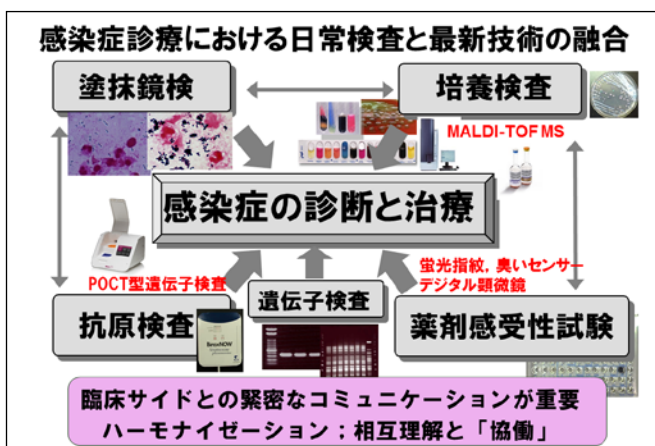 感染症診療における日常検査と最新技術の融合
塗抹鏡検
培養検査
MALDI-TOF MS
感染症の診断と治療
POCT型遺伝子検査
蛍光指紋，臭いセンサー
デジタル顕微鏡
抗原検査
遺伝子検査
薬剤感受性試験
BinaxNOW
臨床サイドとの緊密なコミュニケーションが重要
ハーモナイゼーション；相互理解と「協働」